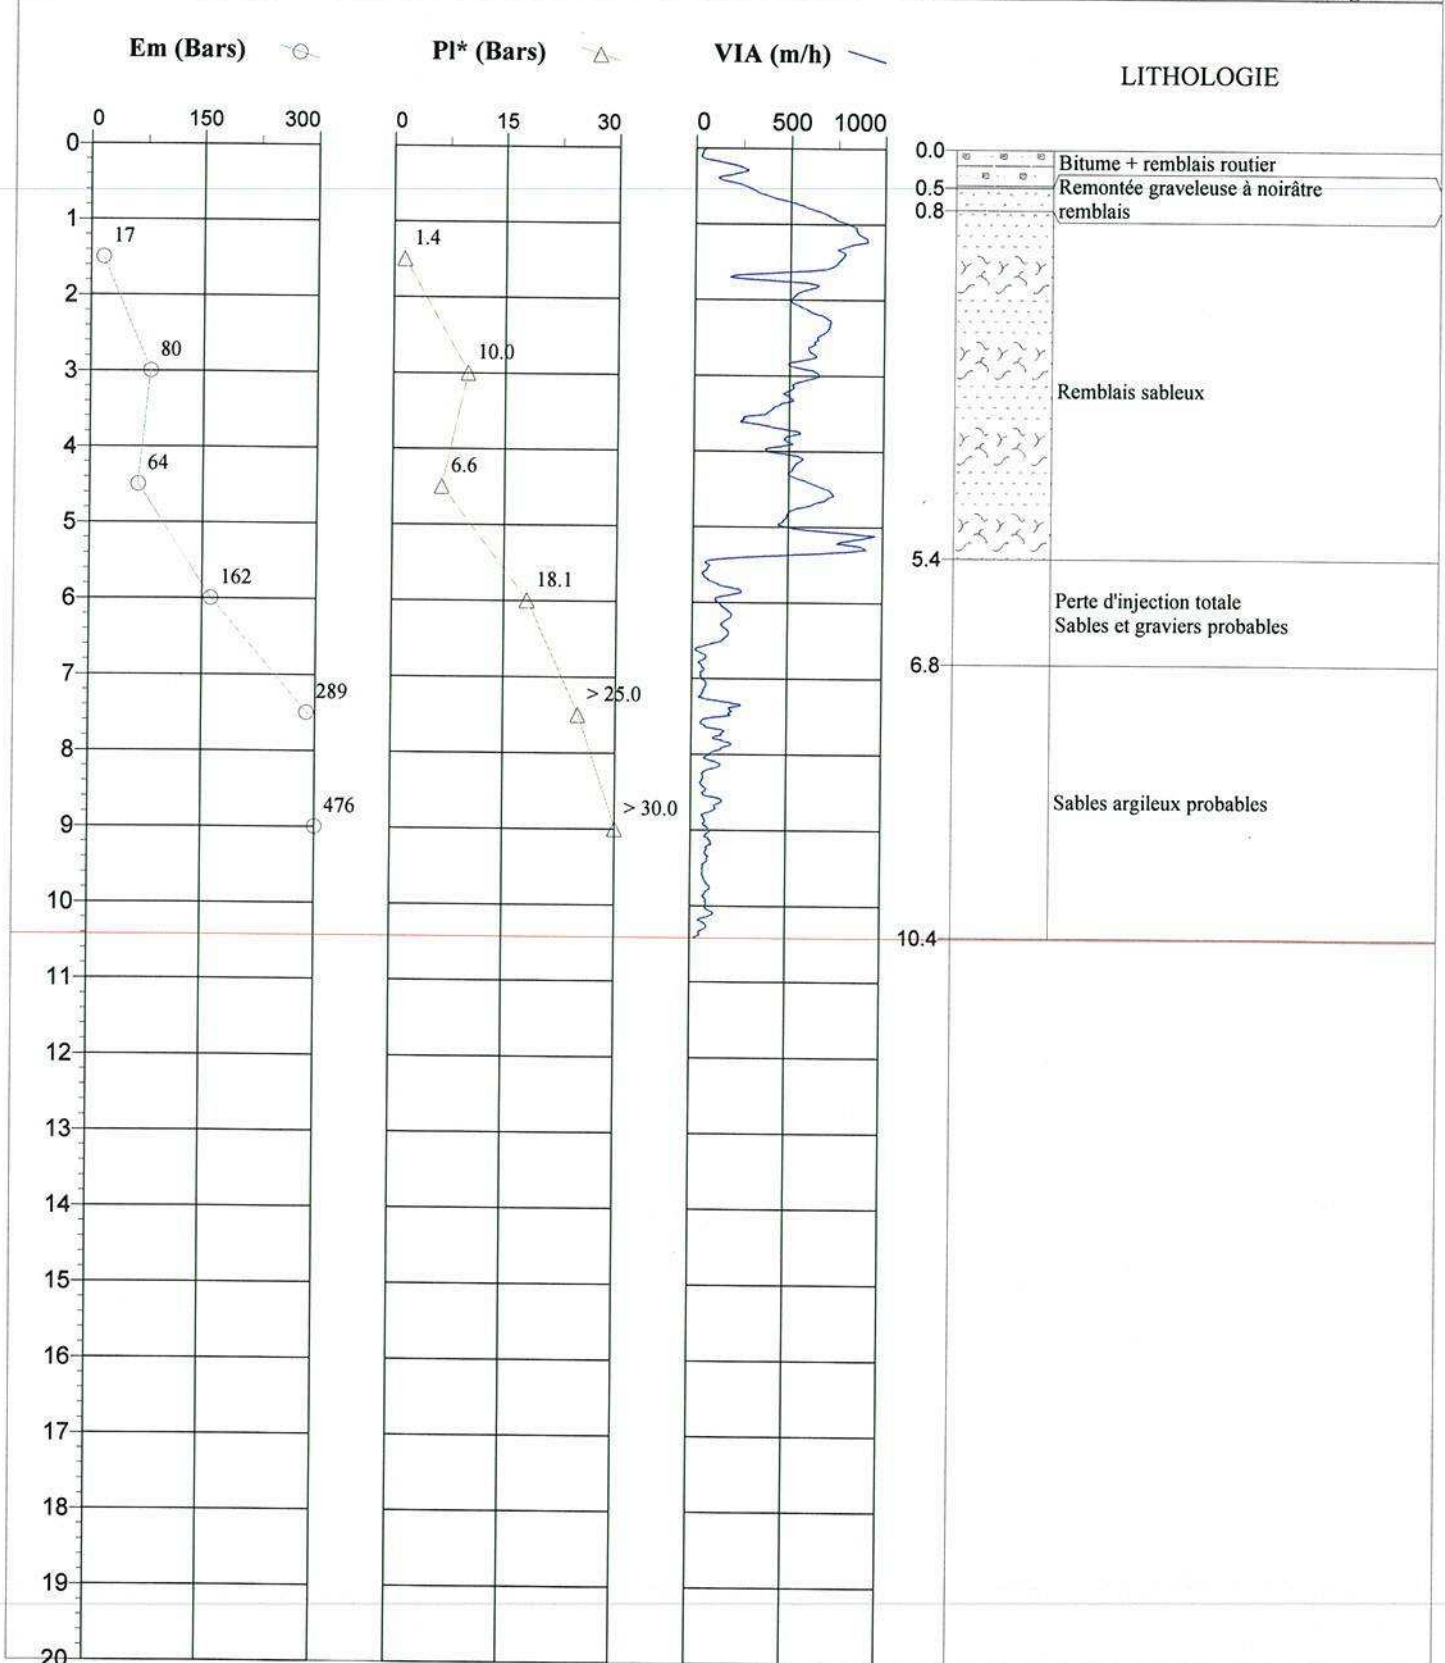 Em (Bars)
Pl* (Bars)
VIA (m/h)
LITHOLOGIE
0 150 300
0 15 30
0 500 1000
0
1
2
3
4
5
6
7
8
9
10
11
12
13
14
15
16
17
18
19
20
17
80
64
162
289
476
1.4
10.0
6.6
18.1
> 25.0
> 30.0
0.0
0.5
0.8
5.4
6.8
10.4
Bitume + remblais routier
Remontée graveleuse à noirâtre
remblais
Remblais sableux
Perte d'injection totale
Sables et graviers probables
Sables argileux probables